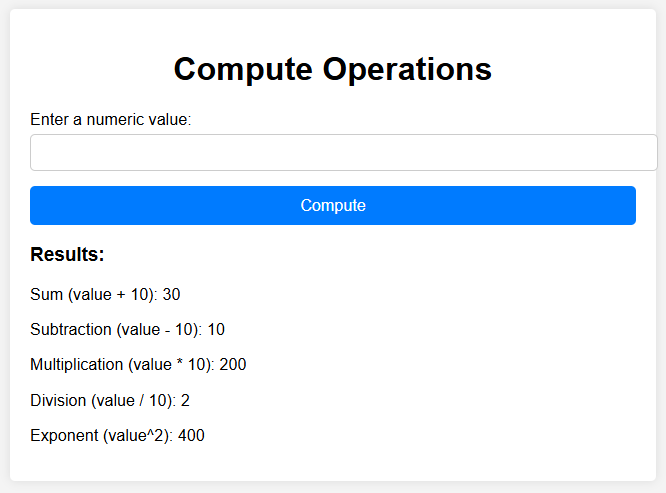 Compute Operations
Enter a numeric value:
Compute
Results:
Sum (value + 10): 30
Subtraction (value - 10): 10
Multiplication (value * 10): 200
Division (value / 10): 2
Exponent (value^2): 400